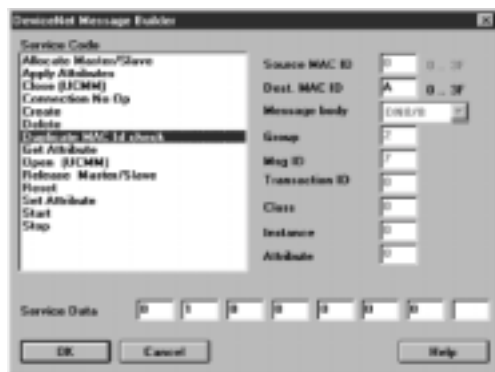 DeviceNet Message Builder
Service Code
Allocate Master/Slave
Apply Attributes
Close (UCMM)
Connection No Op
Create
Delete
Duplicate MAC Id check
Get Attribute
Open (UCMM)
Release Master/Slave
Reset
Set Attribute
Start
Stop
Source MAC ID 0 0 .. 3F
Dest. MAC ID A 0 .. 3F
Message body
Group 2
Msg ID 7
Transaction ID 0
Class 0
Instance 0
Attribute 0
Service Data 0 1 0 0 0 0 0
OK Cancel Help